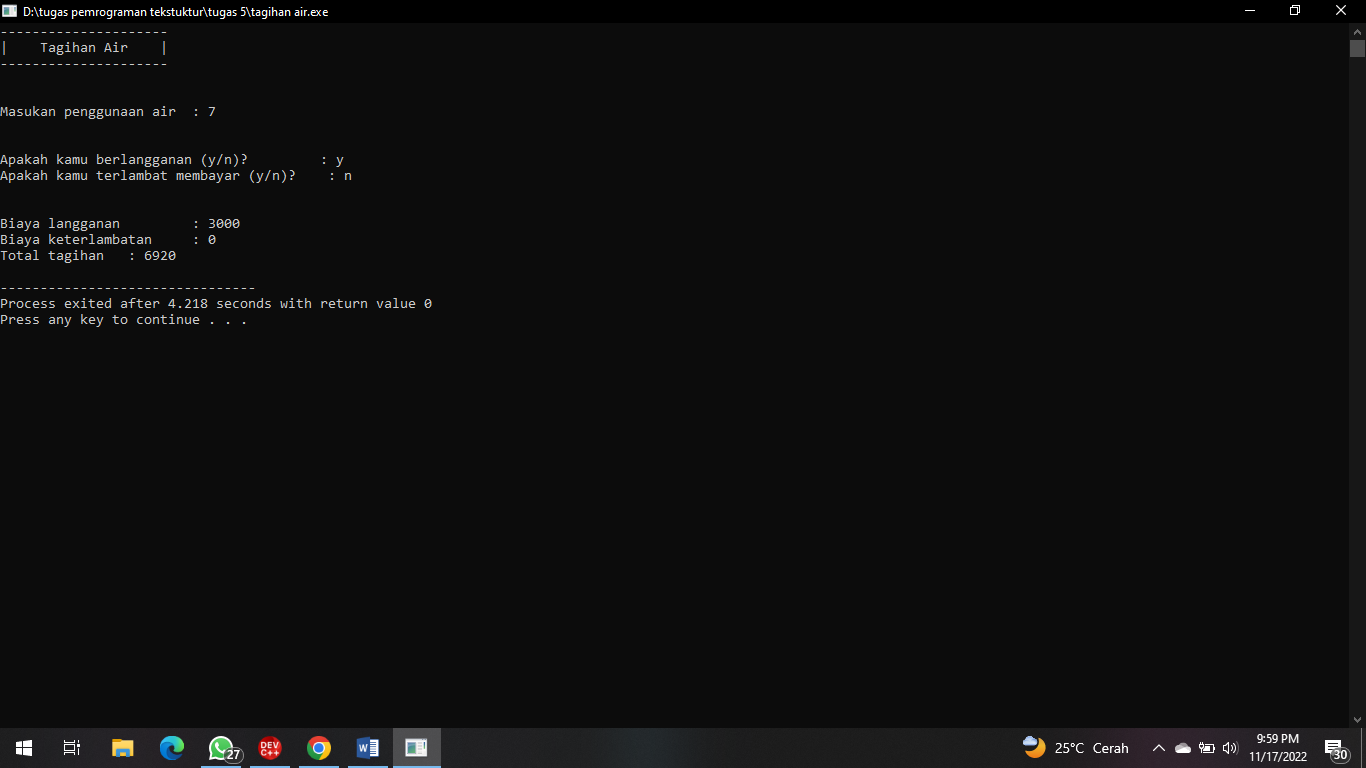 D:\tugas pemrograman tekstuktur\tugas 5\tagihan air.exe
---------------------
|    Tagihan Air    |
---------------------
Masukan penggunaan air  : 7
Apakah kamu berlangganan (y/n)?         : y
Apakah kamu terlambat membayar (y/n)?    : n
Biaya langganan         : 3000
Biaya keterlambatan     : 0
Total tagihan   : 6920
--------------------------------
Process exited after 4.218 seconds with return value 0
Press any key to continue . . .
27
DEV C++
W
25°C  Cerah
9:59 PM
11/17/2022
30